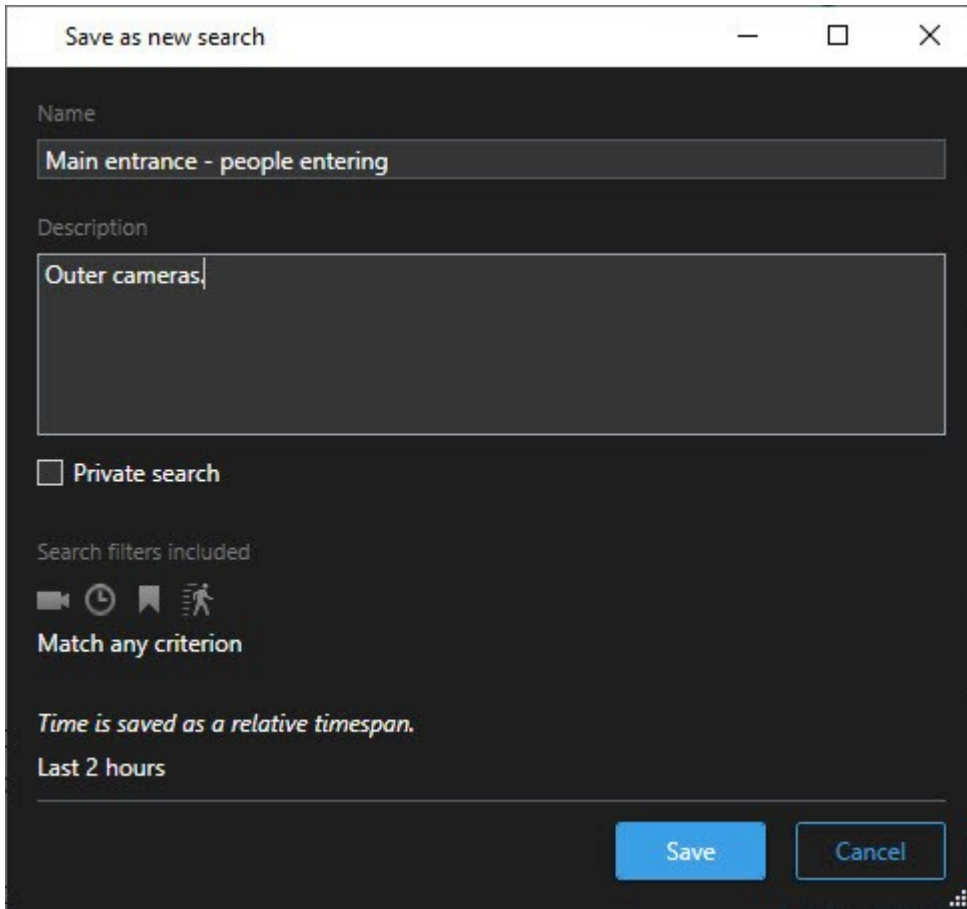 Save as new search
Name
Main entrance - people entering
Description
Outer cameras.
Private search
Search filters included
Match any criterion
Time is saved as a relative timespan.
Last 2 hours
Save
Cancel